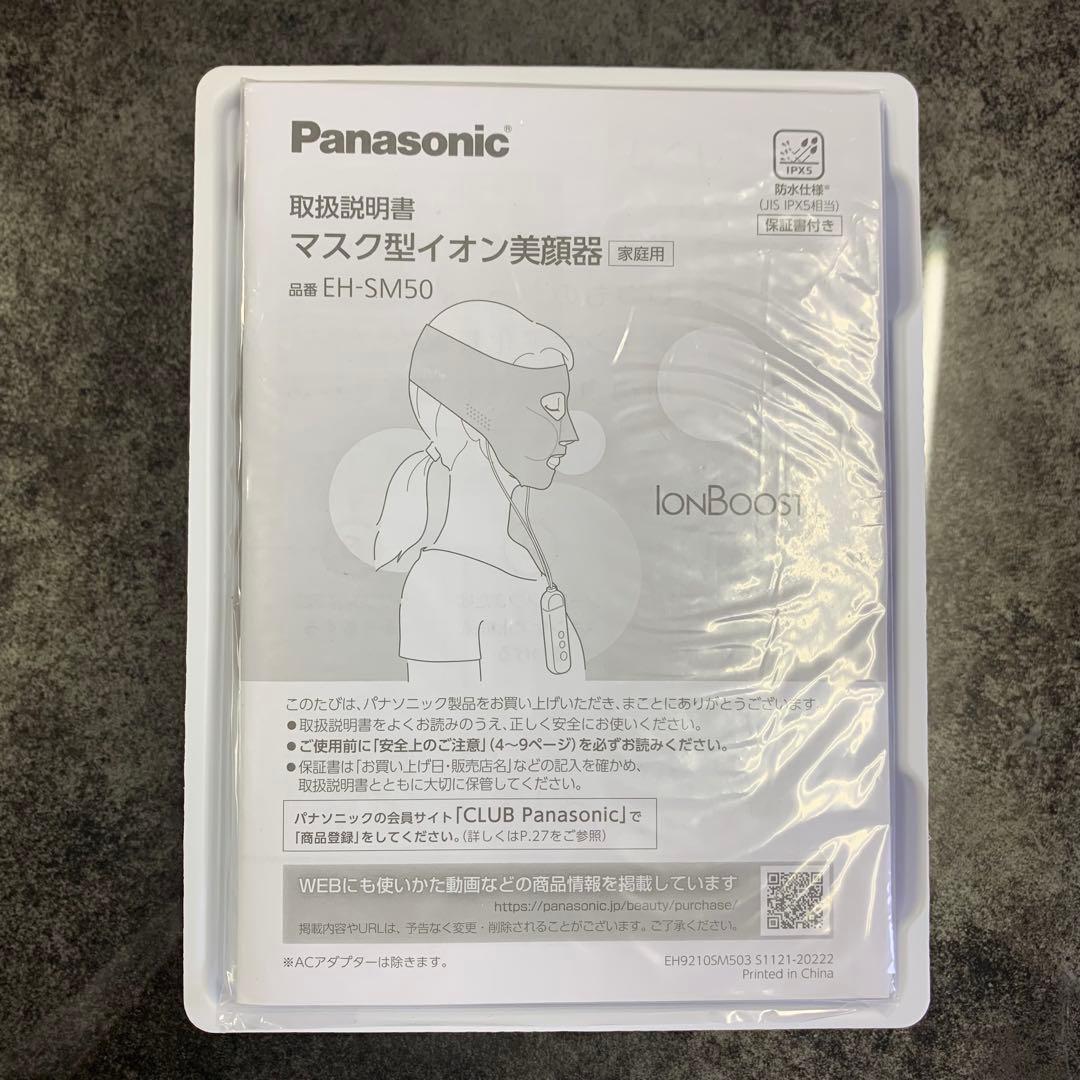 Panasonic®
IPX5
防水仕様※
(JIS IPX5相当)
保証書付き
取扱説明書
マスク型イオン美顔器 家庭用
品番 EH-SM50
IONBOOST
このたびは、パナソニック製品をお買い上げいただき、まことにありがとうございます。
●取扱説明書をよくお読みのうえ、正しく安全にお使いください。
●ご使用前に「安全上のご注意」(4～9ページ)を必ずお読みください。
●保証書は「お買い上げ日・販売店名」などの記入を確かめ、
取扱説明書とともに大切に保管してください。
パナソニックの会員サイト「CLUB Panasonic」で
「商品登録」をしてください。(詳しくはP.27をご参照)
WEBにも使いかた動画などの商品情報を掲載しています
https://panasonic.jp/beauty/purchase/
掲載内容やURLは、予告なく変更・削除されることがございます。ご了承ください。
※ACアダプターは除きます。
EH9210SM503 S1121-20222
Printed in China